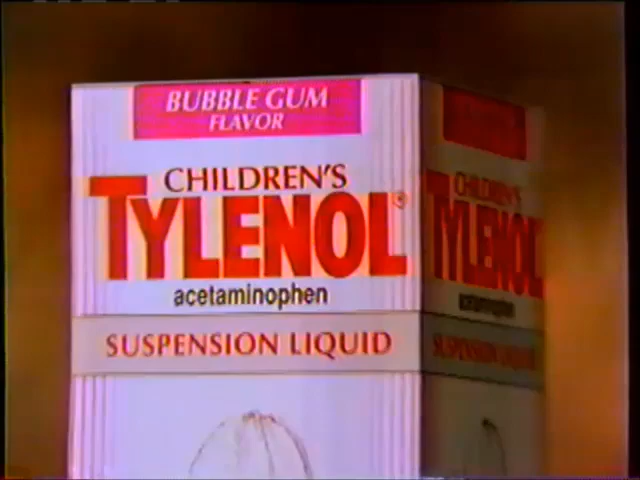 BUBBLE GUM
FLAVOR
CHILDREN'S
TYLENOL®
acetaminophen
SUSPENSION LIQUID
CHILDREN'S
TYLENOL
SUSPENSION LIQUID